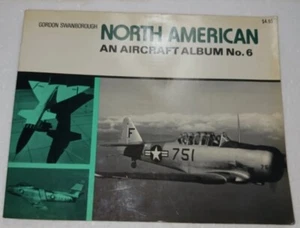 GORDON SWANBOROUGH
NORTH AMERICAN
AN AIRCRAFT ALBUM No. 6
F
751